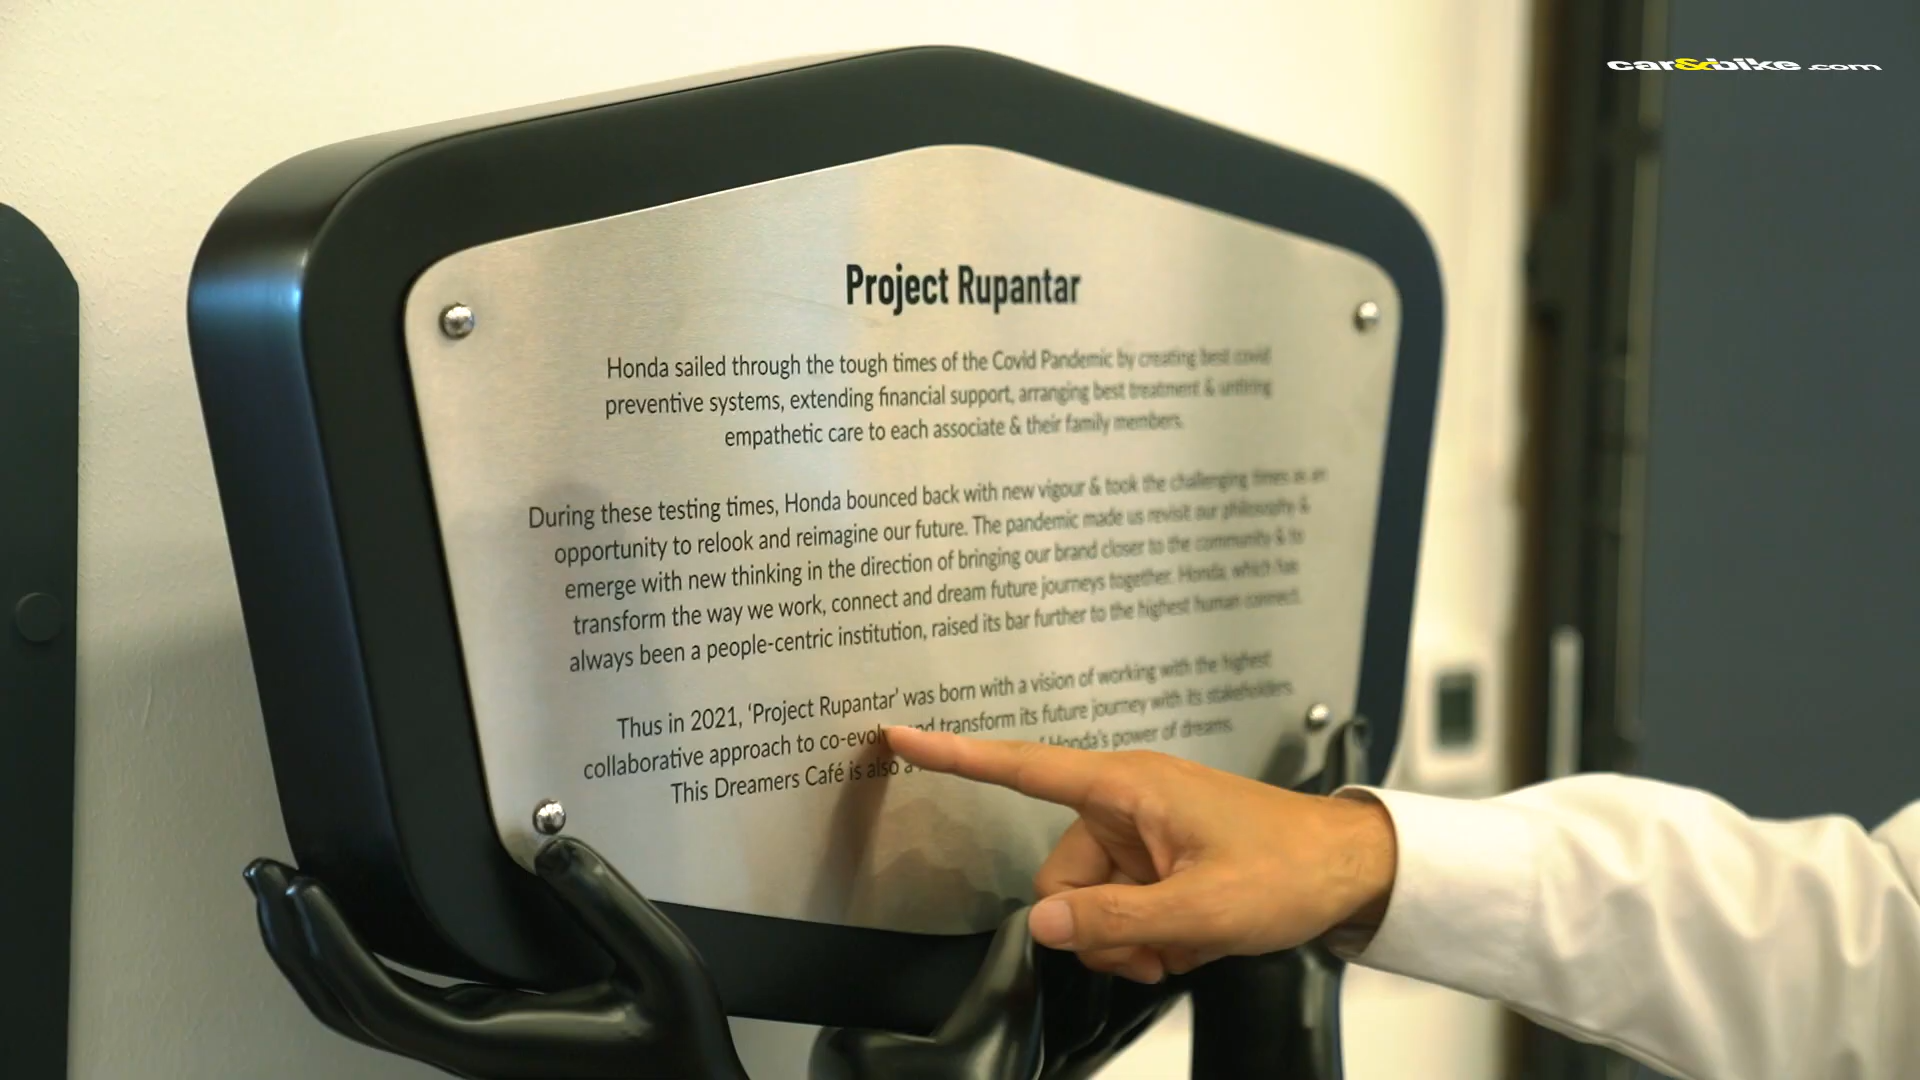 car&bike.com
Project Rupantar
Honda sailed through the tough times of the Covid Pandemic by creating best covid
preventive systems, extending financial support, arranging best treatment & untiring
empathetic care to each associate & their family members.
During these testing times, Honda bounced back with new vigour & took the challenging times as an
opportunity to relook and reimagine our future. The pandemic made us revisit our philosophy &
emerge with new thinking in the direction of bringing our brand closer to the community & to
transform the way we work, connect and dream future journeys together. Honda, which has
always been a people-centric institution, raised its bar further to the highest human connect.
Thus in 2021, ‘Project Rupantar’ was born with a vision of working with the highest
collaborative approach to transform its future journey with its stakeholders.
This Dreamers Café is also Honda's power of dreams.